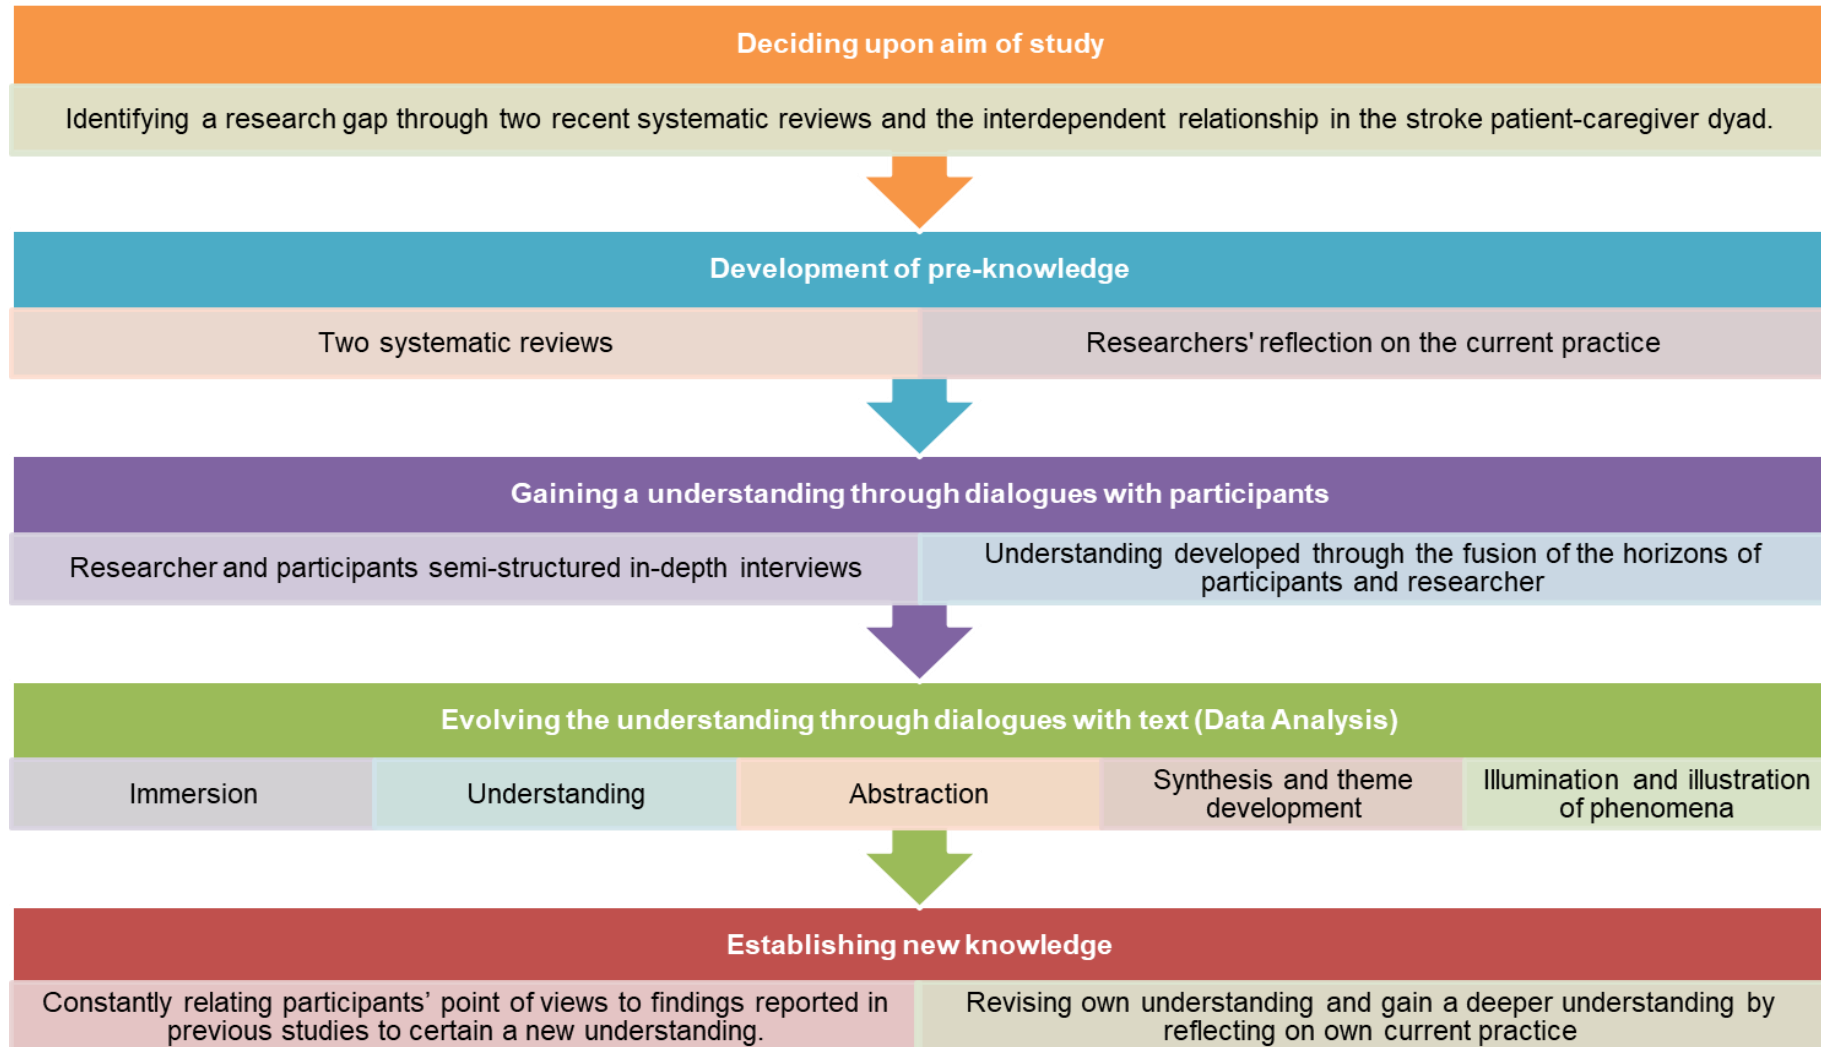 Deciding upon aim of study
Identifying a research gap through two recent systematic reviews and the interdependent relationship in the stroke patient-caregiver dyad.
Development of pre-knowledge
Two systematic reviews
Researchers' reflection on the current practice
Gaining a understanding through dialogues with participants
Researcher and participants semi-structured in-depth interviews
Understanding developed through the fusion of the horizons of
participants and researcher
Evolving the understanding through dialogues with text (Data Analysis)
Immersion
Understanding
Abstraction
Synthesis and theme
development
Illumination and illustration
of phenomena
Establishing new knowledge
Constantly relating participants’ point of views to findings reported in
previous studies to certain a new understanding.
Revising own understanding and gain a deeper understanding by
reflecting on own current practice